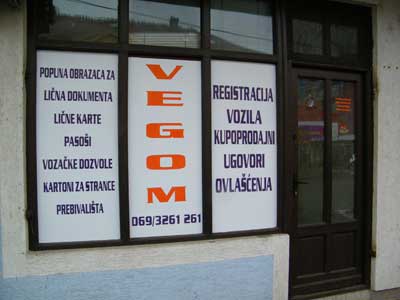 POPUNA OBRAZACA ZA
LIČNA DOKUMENTA
LIČNE KARTE
PASOŠI
VOZAČKE DOZVOLE
KARTONI ZA STRANCE
PREBIVALIŠTA
VEGOM
069/3261 261
REGISTRACIJA
VOZILA
KUPOPRODAJNI
UGOVORI
OVLAŠĆENJA